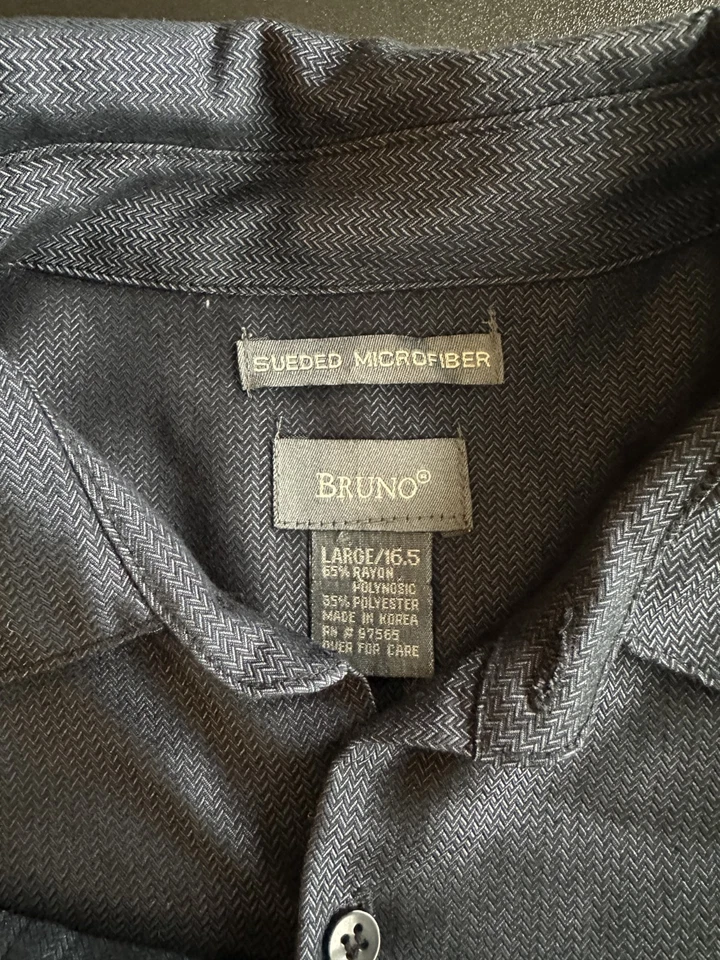 SUEDED MICROFIBER
BRUNO®
LARGE/16.5
65% RAYON
POLYNOSIC
35% POLYESTER
MADE IN KOREA
RN # 97565
OVER FOR CARE